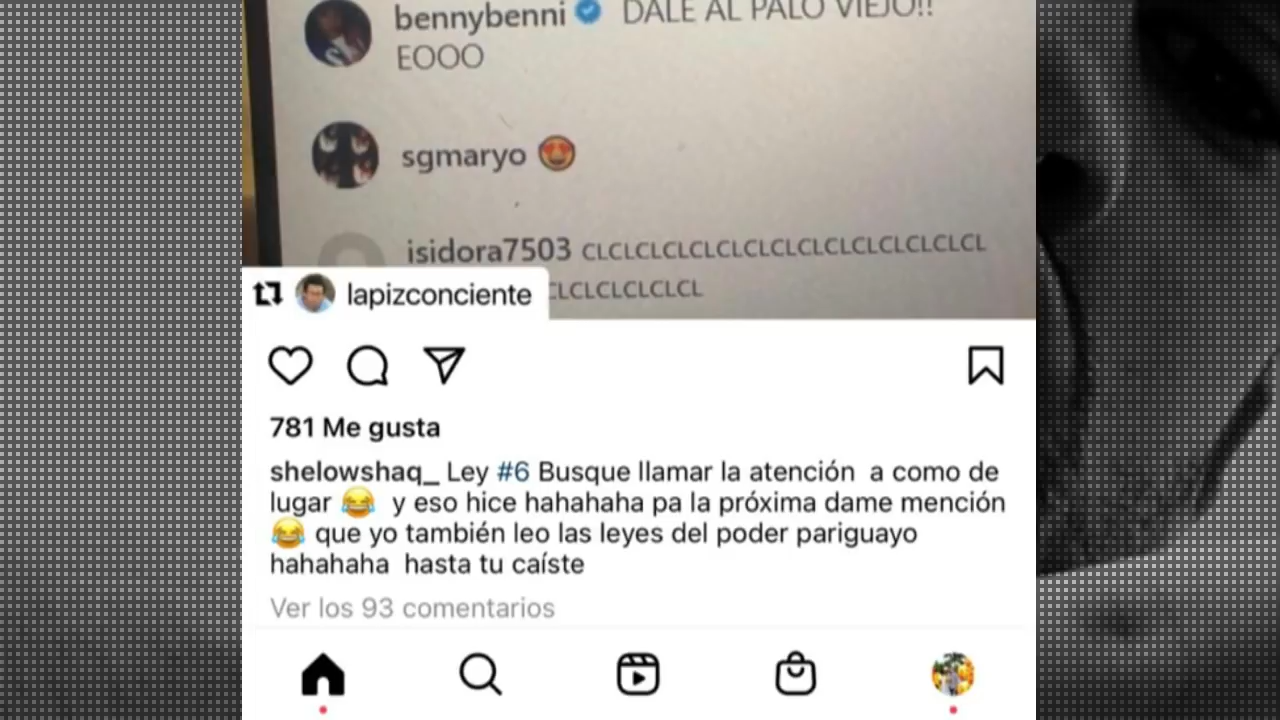 bennybenni DALE AL PALO VIEJO!!
EOOO
sgmaryo 😍
isidora7503 CLCLCLCLCLCLCLCLCLCLCLCLCLCLCL
CLCLCLCLCLCL
lapizconciente
781 Me gusta
shelowshaq_ Ley #6 Busque llamar la atención a como de
lugar 😂 y eso hice hahahaha pa la próxima dame mención
😂 que yo también leo las leyes del poder pariguayo
hahahaha hasta tu caíste
Ver los 93 comentarios